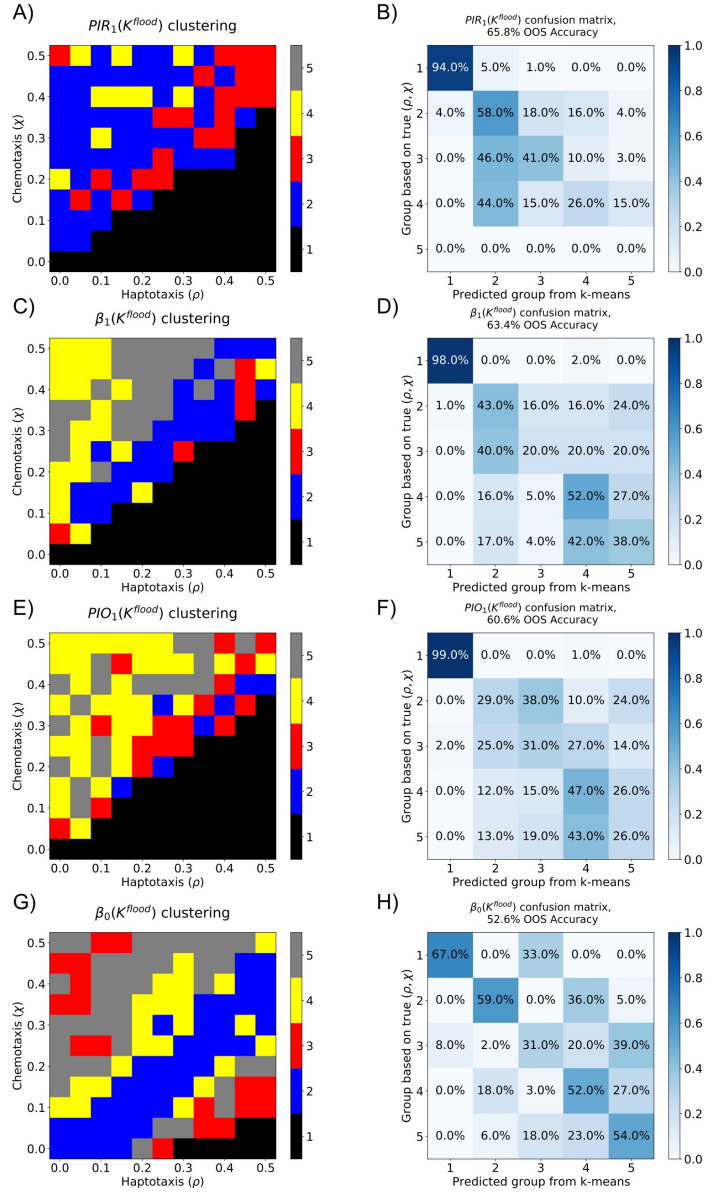 A)
PIR₁(K^flood) clustering
Chemotaxis (χ)
0.5
0.4
0.3
0.2
0.1
0.0
0.0 0.1 0.2 0.3 0.4 0.5
Haptotaxis (ρ)
5
4
3
2
1
B)
PIR₁(K^flood) confusion matrix,
65.8% OOS Accuracy
Group based on true (ρ, χ)
1 94.0% 5.0% 1.0% 0.0% 0.0%
2 4.0% 58.0% 18.0% 16.0% 4.0%
3 0.0% 46.0% 41.0% 10.0% 3.0%
4 0.0% 44.0% 15.0% 26.0% 15.0%
5 0.0% 0.0% 0.0% 0.0% 0.0%
1 2 3 4 5
Predicted group from k-means
1.0
0.8
0.6
0.4
0.2
0.0
C)
β₁(K^flood) clustering
Chemotaxis (χ)
0.5
0.4
0.3
0.2
0.1
0.0
0.0 0.1 0.2 0.3 0.4 0.5
Haptotaxis (ρ)
5
4
3
2
1
D)
β₁(K^flood) confusion matrix,
63.4% OOS Accuracy
Group based on true (ρ, χ)
1 98.0% 0.0% 0.0% 2.0% 0.0%
2 1.0% 43.0% 16.0% 16.0% 24.0%
3 0.0% 40.0% 20.0% 20.0% 20.0%
4 0.0% 16.0% 5.0% 52.0% 27.0%
5 0.0% 17.0% 4.0% 42.0% 38.0%
1 2 3 4 5
Predicted group from k-means
1.0
0.8
0.6
0.4
0.2
0.0
E)
PIO₁(K^flood) clustering
Chemotaxis (χ)
0.5
0.4
0.3
0.2
0.1
0.0
0.0 0.1 0.2 0.3 0.4 0.5
Haptotaxis (ρ)
5
4
3
2
1
F)
PIO₁(K^flood) confusion matrix,
60.6% OOS Accuracy
Group based on true (ρ, χ)
1 99.0% 0.0% 0.0% 1.0% 0.0%
2 0.0% 29.0% 38.0% 10.0% 24.0%
3 2.0% 25.0% 31.0% 27.0% 14.0%
4 0.0% 12.0% 15.0% 47.0% 26.0%
5 0.0% 13.0% 19.0% 43.0% 26.0%
1 2 3 4 5
Predicted group from k-means
1.0
0.8
0.6
0.4
0.2
0.0
G)
β₀(K^flood) clustering
Chemotaxis (χ)
0.5
0.4
0.3
0.2
0.1
0.0
0.0 0.1 0.2 0.3 0.4 0.5
Haptotaxis (ρ)
5
4
3
2
1
H)
β₀(K^flood) confusion matrix,
52.6% OOS Accuracy
Group based on true (ρ, χ)
1 67.0% 0.0% 33.0% 0.0% 0.0%
2 0.0% 59.0% 0.0% 36.0% 5.0%
3 8.0% 2.0% 31.0% 20.0% 39.0%
4 0.0% 18.0% 3.0% 52.0% 27.0%
5 0.0% 6.0% 18.0% 23.0% 54.0%
1 2 3 4 5
Predicted group from k-means
1.0
0.8
0.6
0.4
0.2
0.0